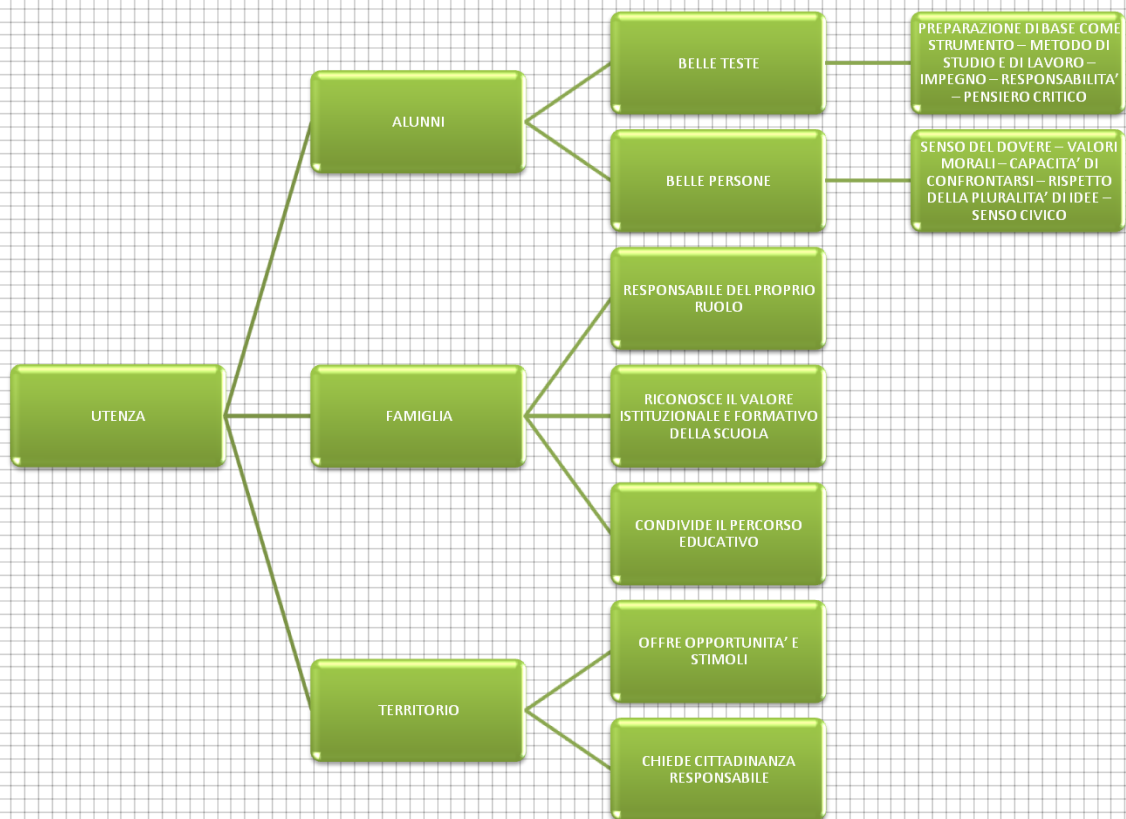 UTENZA
ALUNNI
BELLE TESTE
PREPARAZIONE DI BASE COME
STRUMENTO – METODO DI
STUDIO E DI LAVORO –
IMPEGNO – RESPONSABILITA’
– PENSIERO CRITICO
BELLE PERSONE
SENSO DEL DOVERE – VALORI
MORALI – CAPACITA’ DI
CONFRONTARSI – RISPETTO
DELLA PLURALITA’ DI IDEE –
SENSO CIVICO
FAMIGLIA
RESPONSABILE DEL PROPRIO
RUOLO
RICONOSCE IL VALORE
ISTITUZIONALE E FORMATIVO
DELLA SCUOLA
CONDIVIDE IL PERCORSO
EDUCATIVO
TERRITORIO
OFFRE OPPORTUNITA’ E
STIMOLI
CHIEDE CITTADINANZA
RESPONSABILE